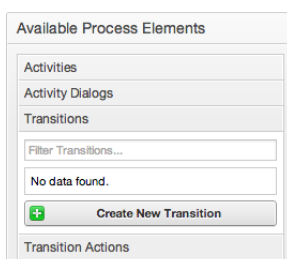 Available Process Elements
Activities
Activity Dialogs
Transitions
Filter Transitions...
No data found.
Create New Transition
Transition Actions